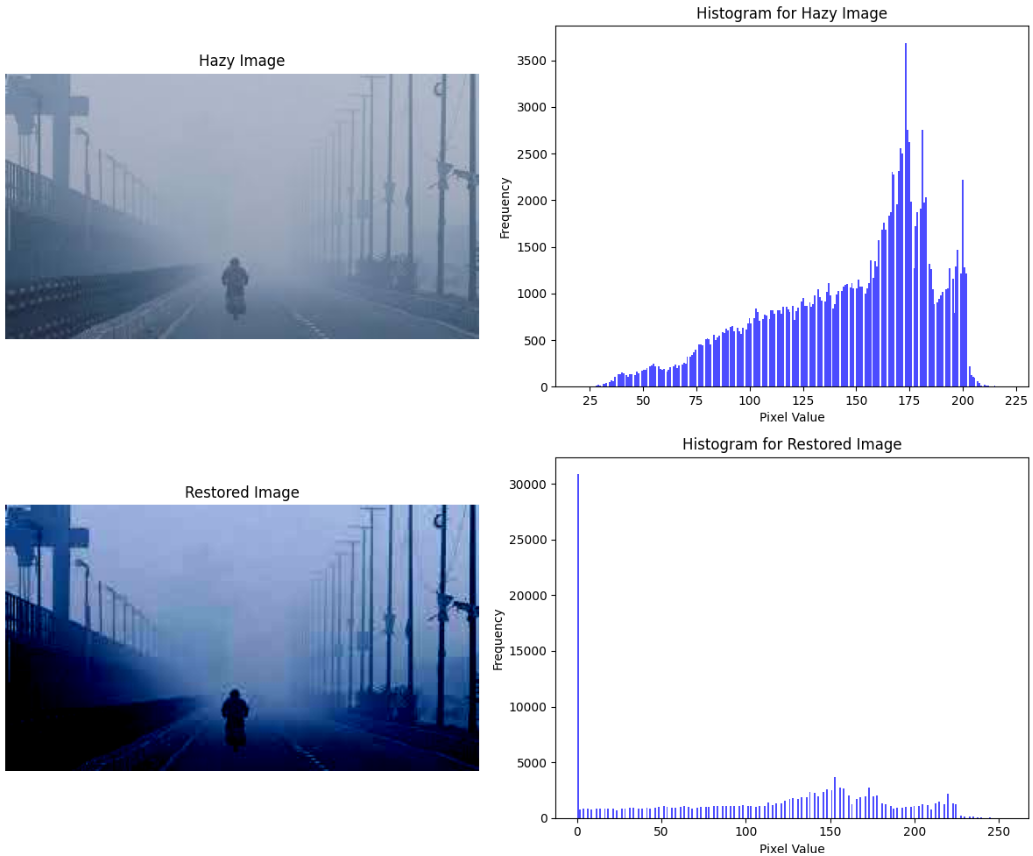 Hazy Image
Histogram for Hazy Image
Frequency
3500
3000
2500
2000
1500
1000
500
0
25 50 75 100 125 150 175 200 225
Pixel Value
Restored Image
Histogram for Restored Image
Frequency
30000
25000
20000
15000
10000
5000
0
0 50 100 150 200 250
Pixel Value